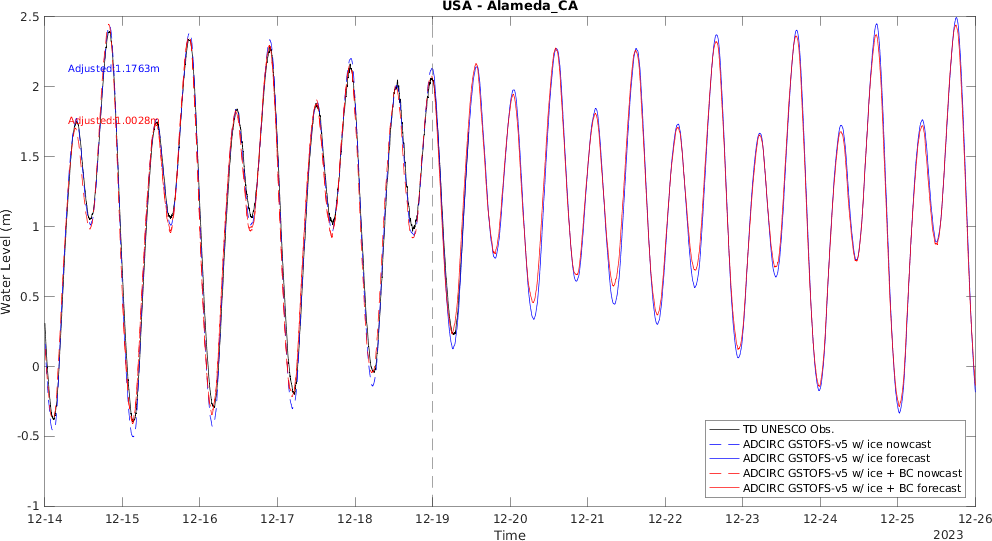 USA - Alameda_CA
2.5
2
1.5
1
0.5
0
-0.5
-1
Water Level (m)
Adjusted:1.1763m
Adjusted:1.0028m
TD UNESCO Obs.
ADCIRC GSTOFS-v5 w/ ice nowcast
ADCIRC GSTOFS-v5 w/ ice forecast
ADCIRC GSTOFS-v5 w/ ice + BC nowcast
ADCIRC GSTOFS-v5 w/ ice + BC forecast
12-14 12-15 12-16 12-17 12-18 12-19 12-20 12-21 12-22 12-23 12-24 12-25 12-26
Time
2023